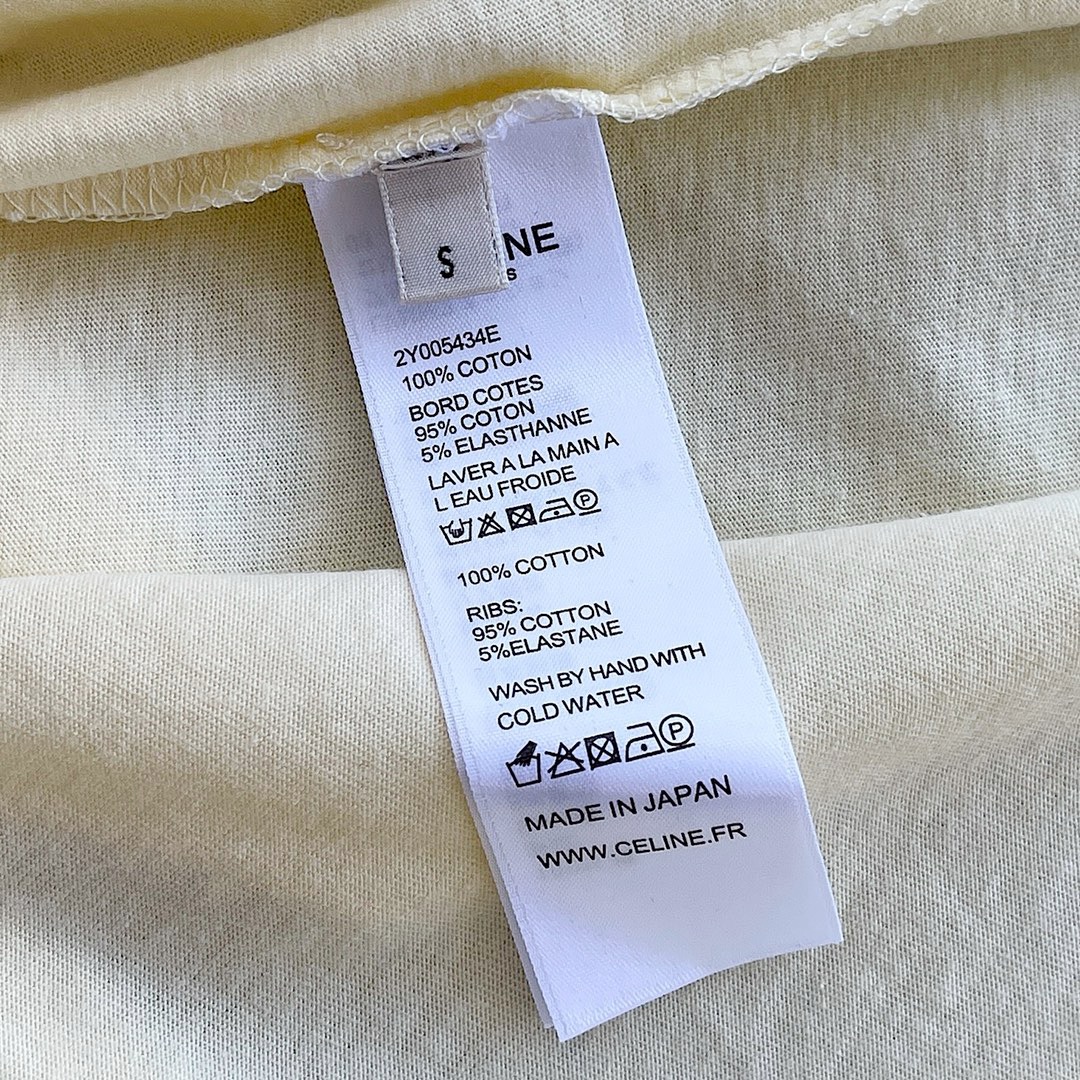 S
NE
S
2Y005434E
100% COTON
BORD COTES
95% COTON
5% ELASTHANNE
LAVER A LA MAIN A
L EAU FROIDE
P
100% COTTON
RIBS:
95% COTTON
5%ELASTANE
WASH BY HAND WITH
COLD WATER
P
MADE IN JAPAN
WWW.CELINE.FR